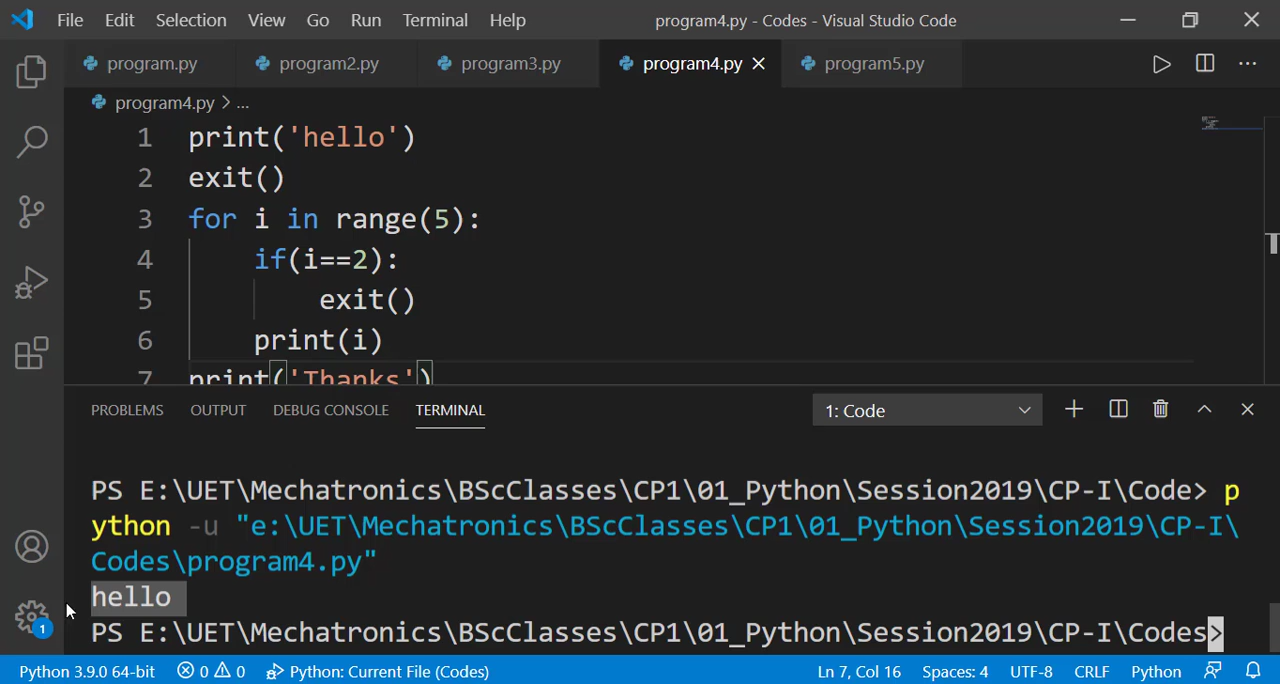 File Edit Selection View Go Run Terminal Help program4.py - Codes - Visual Studio Code
program.py program2.py program3.py program4.py program5.py
program4.py > ...
1 print('hello')
2 exit()
3 for i in range(5):
4 if(i==2):
5 exit()
6 print(i)
7 print('Thanks')
PROBLEMS OUTPUT DEBUG CONSOLE TERMINAL 1: Code
PS E:\UET\Mechatronics\BScClasses\CP1\01_Python\Session2019\CP-I\Code> p
ython -u "e:\UET\Mechatronics\BScClasses\CP1\01_Python\Session2019\CP-I\
Codes\program4.py"
hello
PS E:\UET\Mechatronics\BScClasses\CP1\01_Python\Session2019\CP-I\Codes>
1
Python 3.9.0 64-bit 0 0 Python: Current File (Codes) Ln 7, Col 16 Spaces: 4 UTF-8 CRLF Python